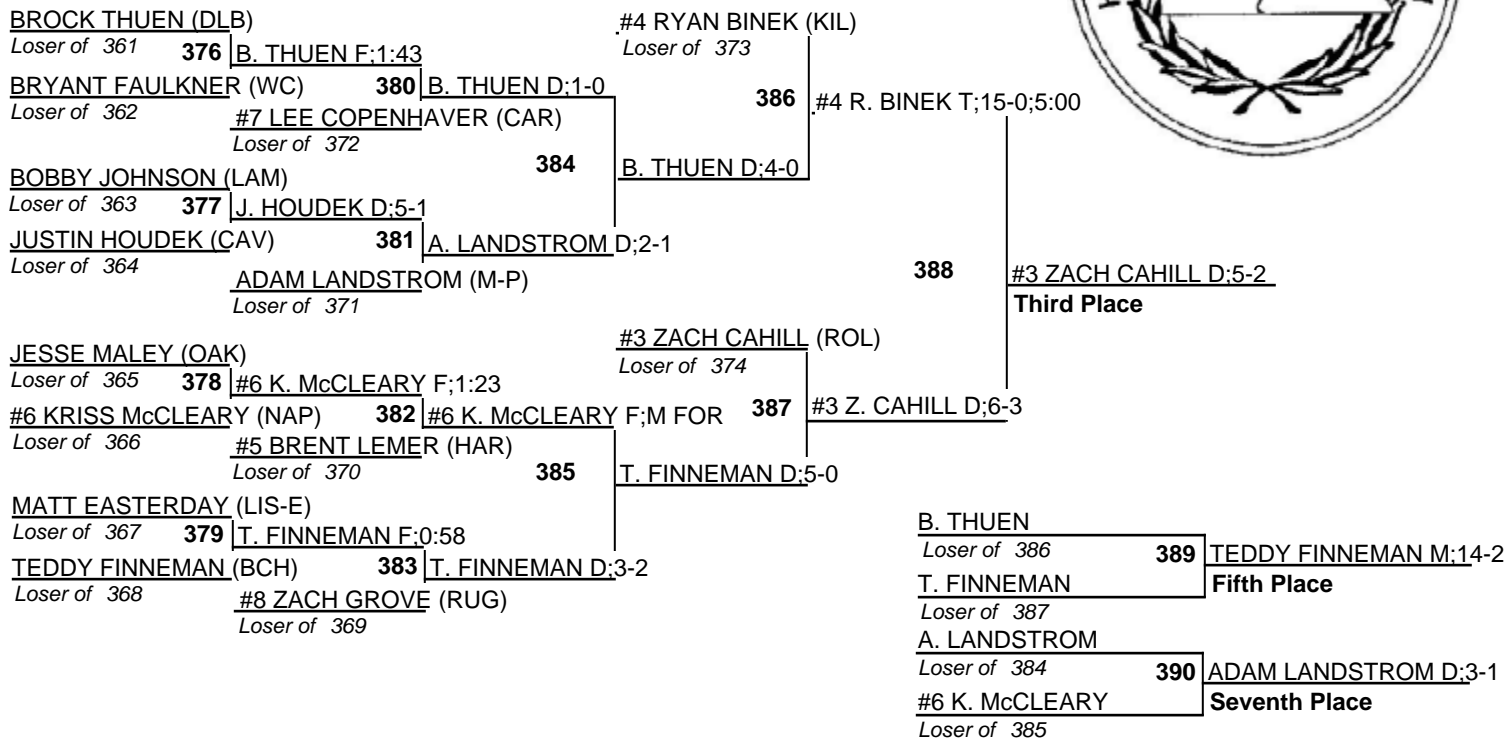 BROCK THUEN (DLB)
Loser of 361
376
B. THUEN F;1:43
BRYANT FAULKNER (WC)
Loser of 362
380
B. THUEN D;1-0
#7 LEE COPENHAVER (CAR)
Loser of 372
384
B. THUEN D;4-0
BOBBY JOHNSON (LAM)
Loser of 363
377
J. HOUDEK D;5-1
JUSTIN HOUDEK (CAV)
Loser of 364
381
A. LANDSTROM D;2-1
ADAM LANDSTROM (M-P)
Loser of 371
#4 RYAN BINEK (KIL)
Loser of 373
386
#4 R. BINEK T;15-0;5:00
388
#3 ZACH CAHILL D;5-2
Third Place
JESSE MALEY (OAK)
Loser of 365
378
#6 K. McCLEARY F;1:23
#6 KRISS McCLEARY (NAP)
Loser of 366
382
#6 K. McCLEARY F;M FOR
#5 BRENT LEMER (HAR)
Loser of 370
385
T. FINNEMAN D;5-0
MATT EASTERDAY (LIS-E)
Loser of 367
379
T. FINNEMAN F;0:58
TEDDY FINNEMAN (BCH)
Loser of 368
383
T. FINNEMAN D;3-2
#8 ZACH GROVE (RUG)
Loser of 369
#3 ZACH CAHILL (ROL)
Loser of 374
387
#3 Z. CAHILL D;6-3
B. THUEN
Loser of 386
389
TEDDY FINNEMAN M;14-2
Fifth Place
T. FINNEMAN
Loser of 387
A. LANDSTROM
Loser of 384
390
ADAM LANDSTROM D;3-1
Seventh Place
#6 K. McCLEARY
Loser of 385